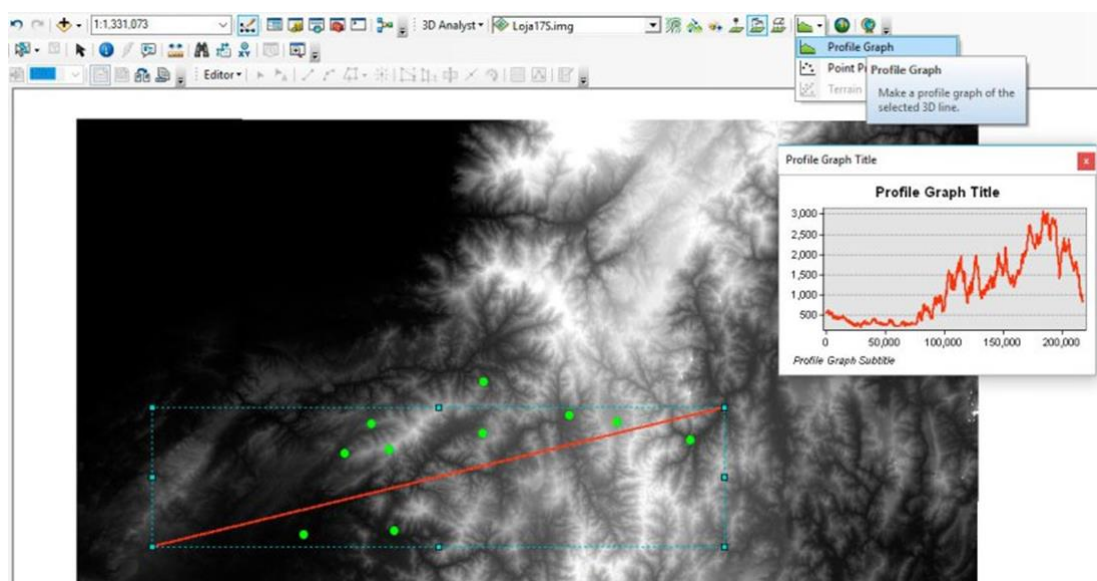 1:1,331,073
3D Analyst
Loja17S.img
Profile Graph
Point P
Terrain
Profile Graph
Make a profile graph of the
selected 3D line.
Editor
Profile Graph Title
x
Profile Graph Title
3,000
2,500
2,000
1,500
1,000
500
0 50,000 100,000 150,000 200,000
Profile Graph Subtitle